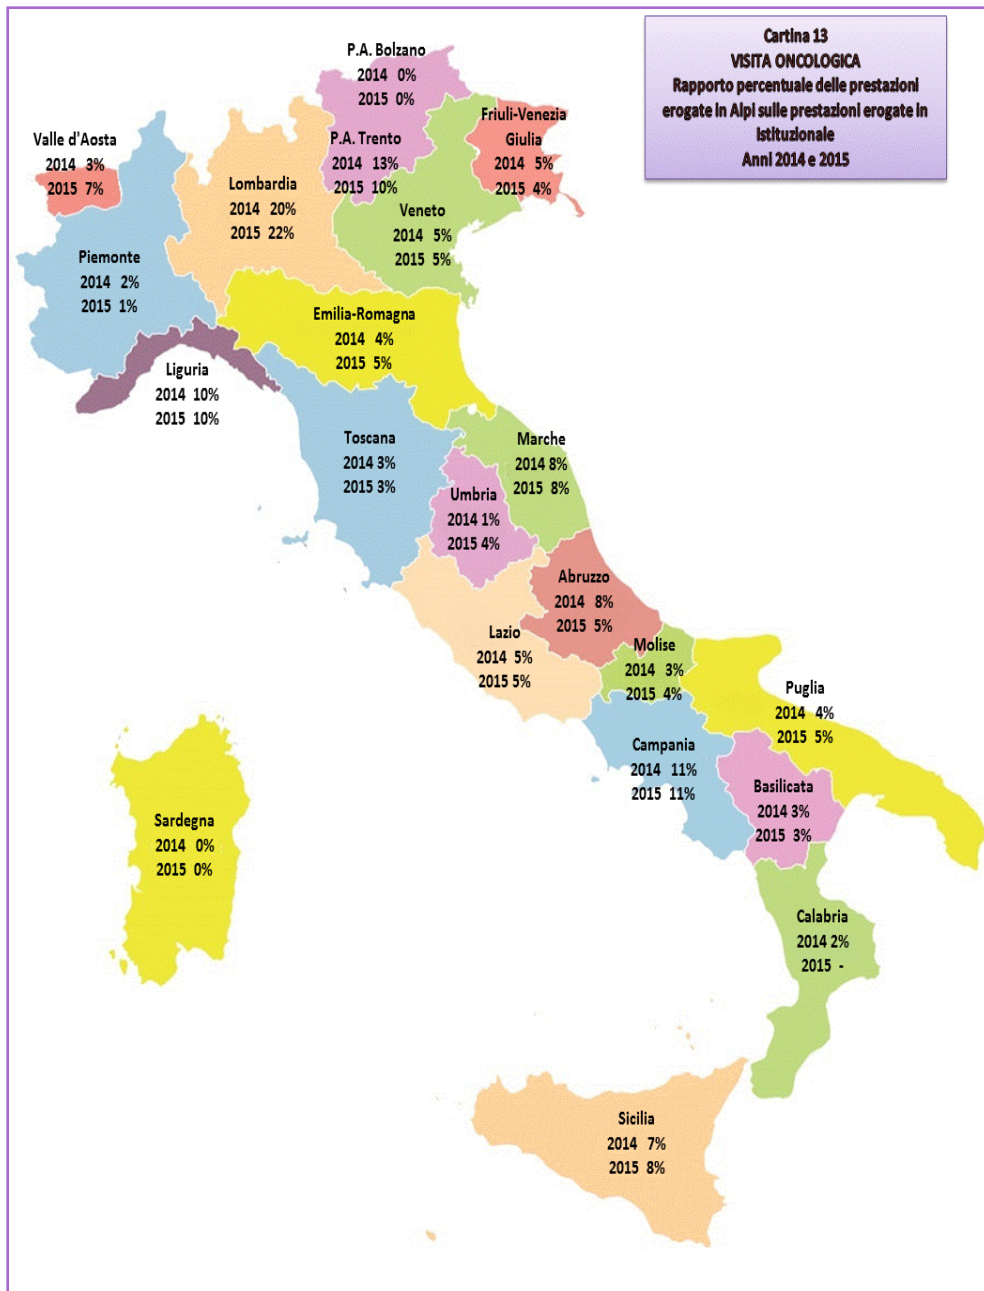 Cartina 13
VISITA ONCOLOGICA
Rapporto percentuale delle prestazioni
erogate in Alpi sulle prestazioni erogate in
Istituzionale
Anni 2014 e 2015
P.A. Bolzano
2014 0%
2015 0%
P.A. Trento
2014 13%
2015 10%
Friuli-Venezia
Giulia
2014 5%
2015 4%
Valle d'Aosta
2014 3%
2015 7%
Lombardia
2014 20%
2015 22%
Veneto
2014 5%
2015 5%
Piemonte
2014 2%
2015 1%
Emilia-Romagna
2014 4%
2015 5%
Liguria
2014 10%
2015 10%
Toscana
2014 3%
2015 3%
Marche
2014 8%
2015 8%
Umbria
2014 1%
2015 4%
Abruzzo
2014 8%
2015 5%
Lazio
2014 5%
2015 5%
Molise
2014 3%
2015 4%
Puglia
2014 4%
2015 5%
Campania
2014 11%
2015 11%
Basilicata
2014 3%
2015 3%
Sardegna
2014 0%
2015 0%
Calabria
2014 2%
2015 -
Sicilia
2014 7%
2015 8%